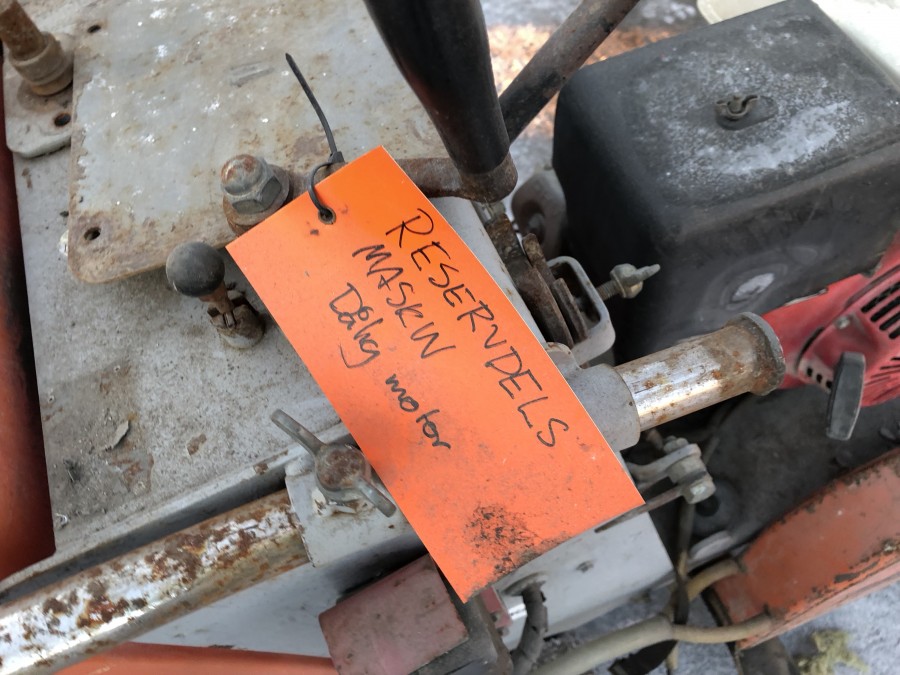 RESERVDELS
MASKIN
Dålig motor